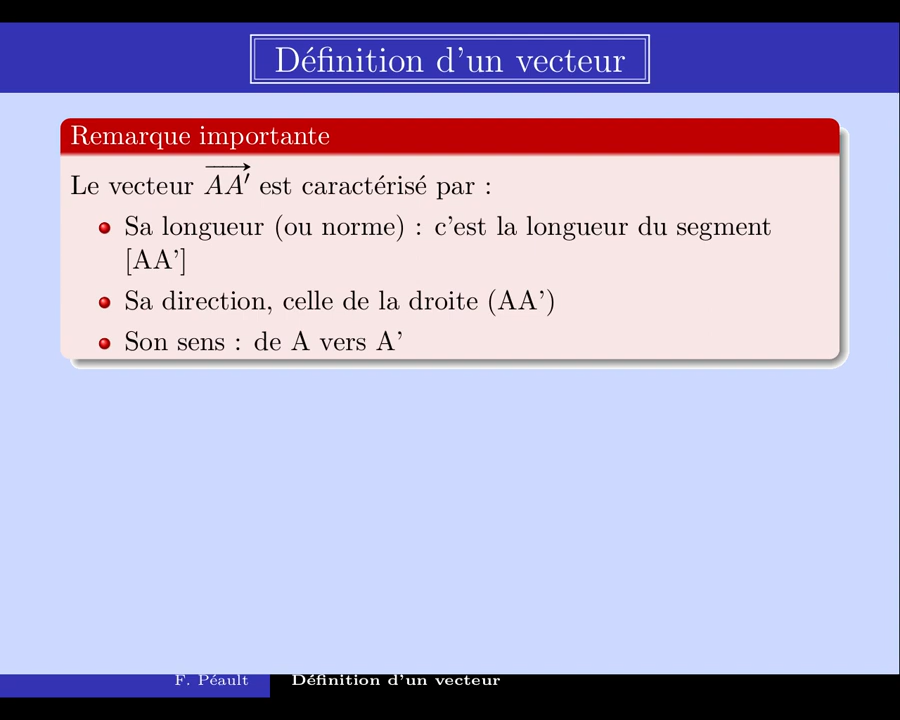 Définition d'un vecteur
Remarque importante
Le vecteur AA′ est caractérisé par :
Sa longueur (ou norme) : c'est la longueur du segment
[AA']
Sa direction, celle de la droite (AA')
Son sens : de A vers A'
F. Péault Définition d'un vecteur